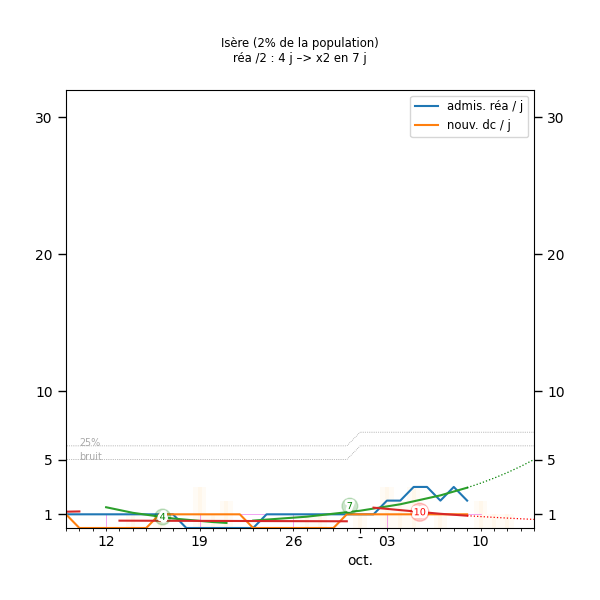 Isère (2% de la population)
réa /2 : 4 j –> x2 en 7 j
admis. réa / j
nouv. dc / j
30 30
20 20
10 10
25%
bruit
5 5
7
4
10
1 1
12 19 26 - 03 10
oct.